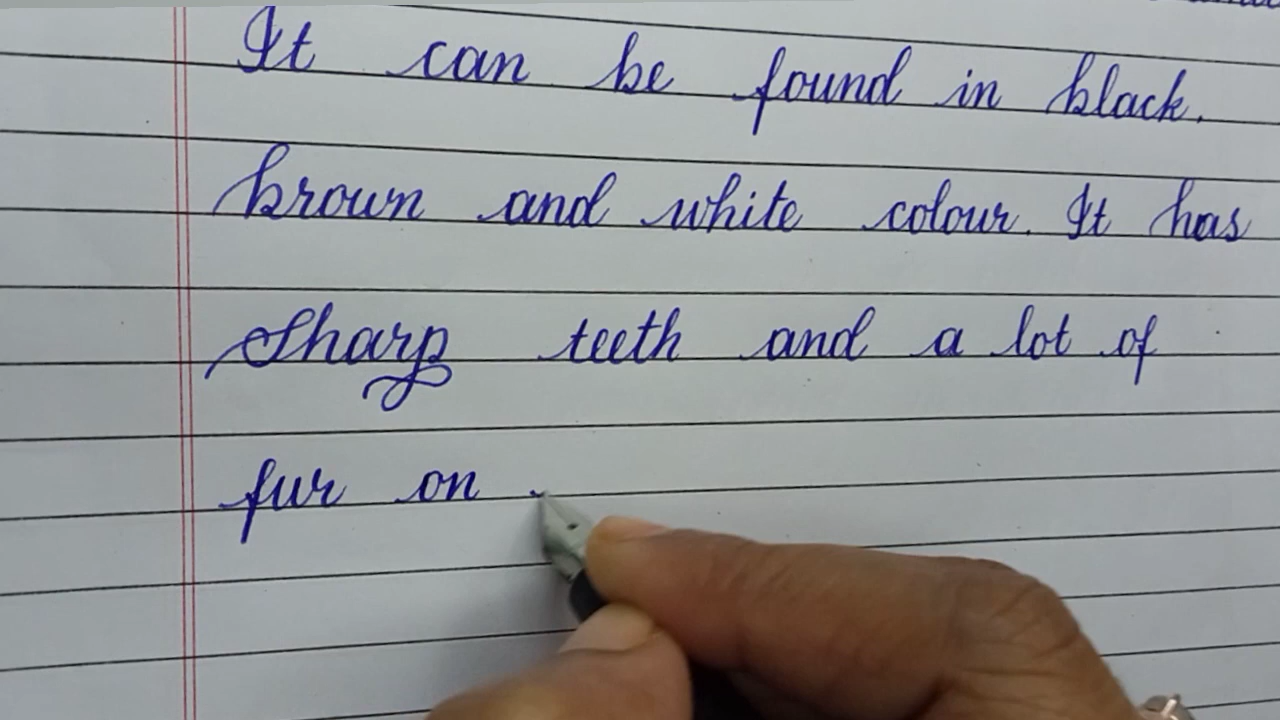 It can be found in black,
brown and white colour. It has
Sharp teeth and a lot of
fur on